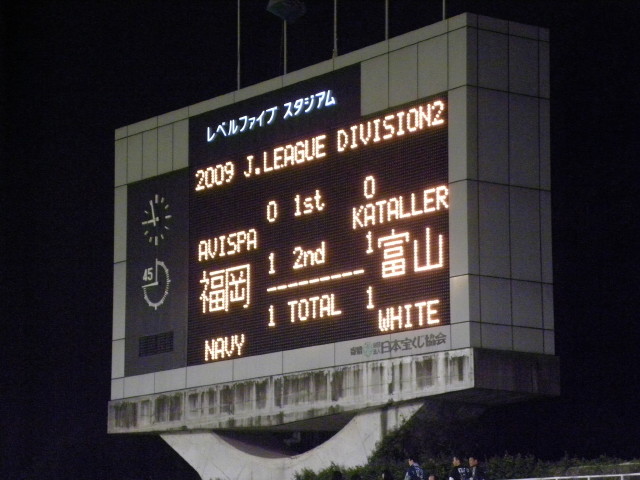 レベルファイブ スタジアム
2009 J.LEAGUE DIVISION2
0 1st 0
AVISPA KATALLER
福岡 1 2nd 1 富山
1 TOTAL 1
NAVY WHITE
45
日本宝くじ協会